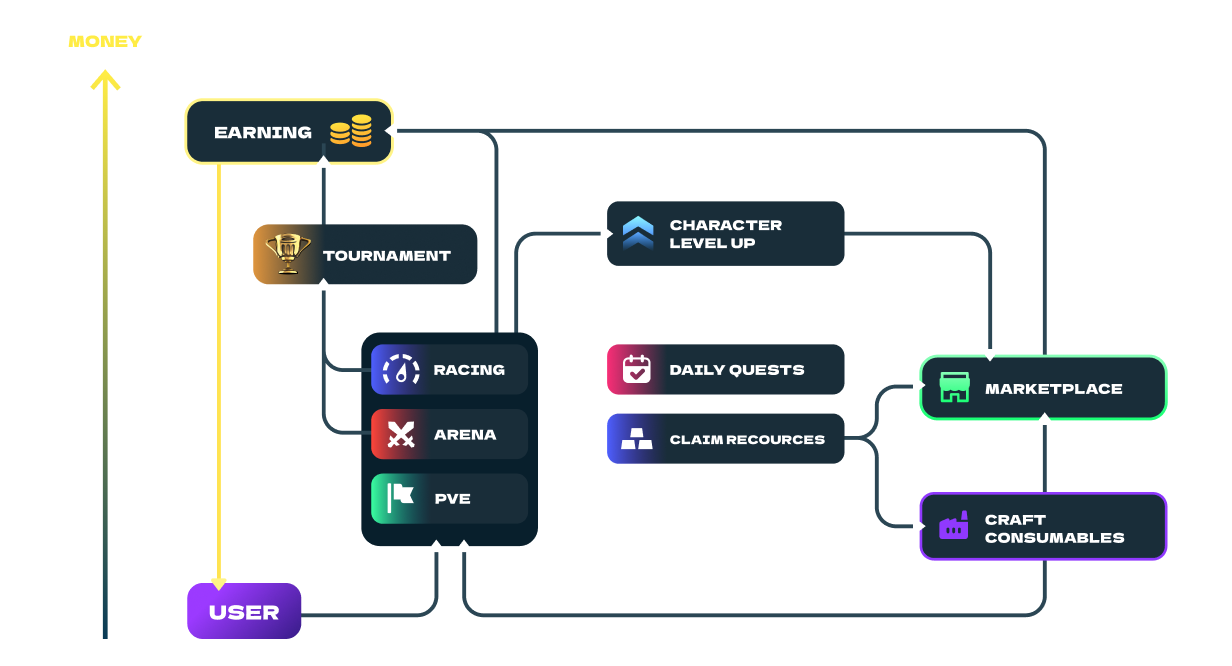 MONEY
EARNING
TOURNAMENT
RACING
ARENA
PVE
USER
CHARACTER
LEVEL UP
DAILY QUESTS
CLAIM RECOURCES
MARKETPLACE
CRAFT
CONSUMABLES